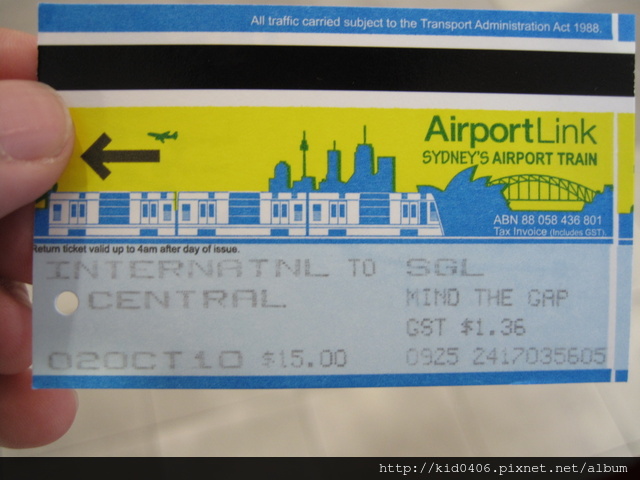 All traffic carried subject to the Transport Administration Act 1988.
AirportLink
SYDNEY'S AIRPORT TRAIN
ABN 88 058 436 801
Tax Invoice (Includes GST).
Return ticket valid up to 4am after day of issue.
INTERNATNL TO SGL
CENTRAL MIND THE GAP
GST $1.36
02OCT10 $15.00 0925 2417035605
http://kid0406.pixnet.net/album